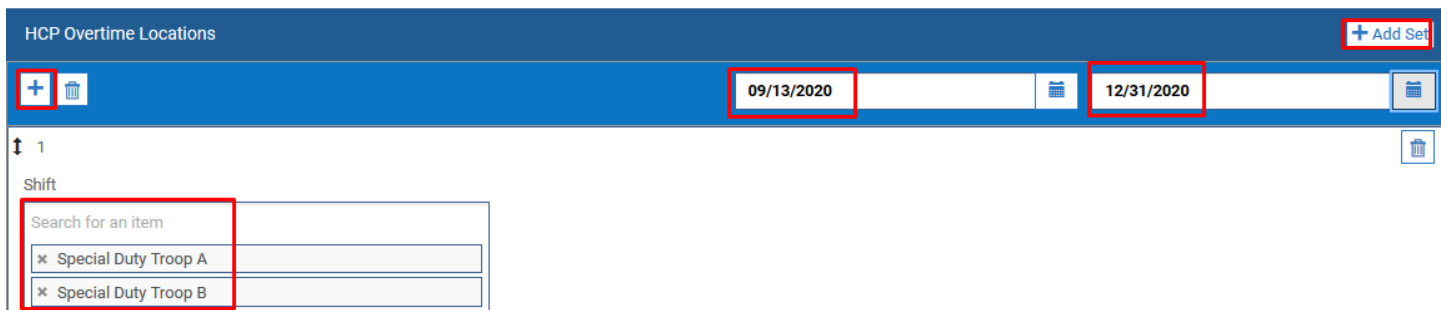 HCP Overtime Locations
+ Add Set
+
09/13/2020
12/31/2020
1
Shift
Search for an item
× Special Duty Troop A
× Special Duty Troop B